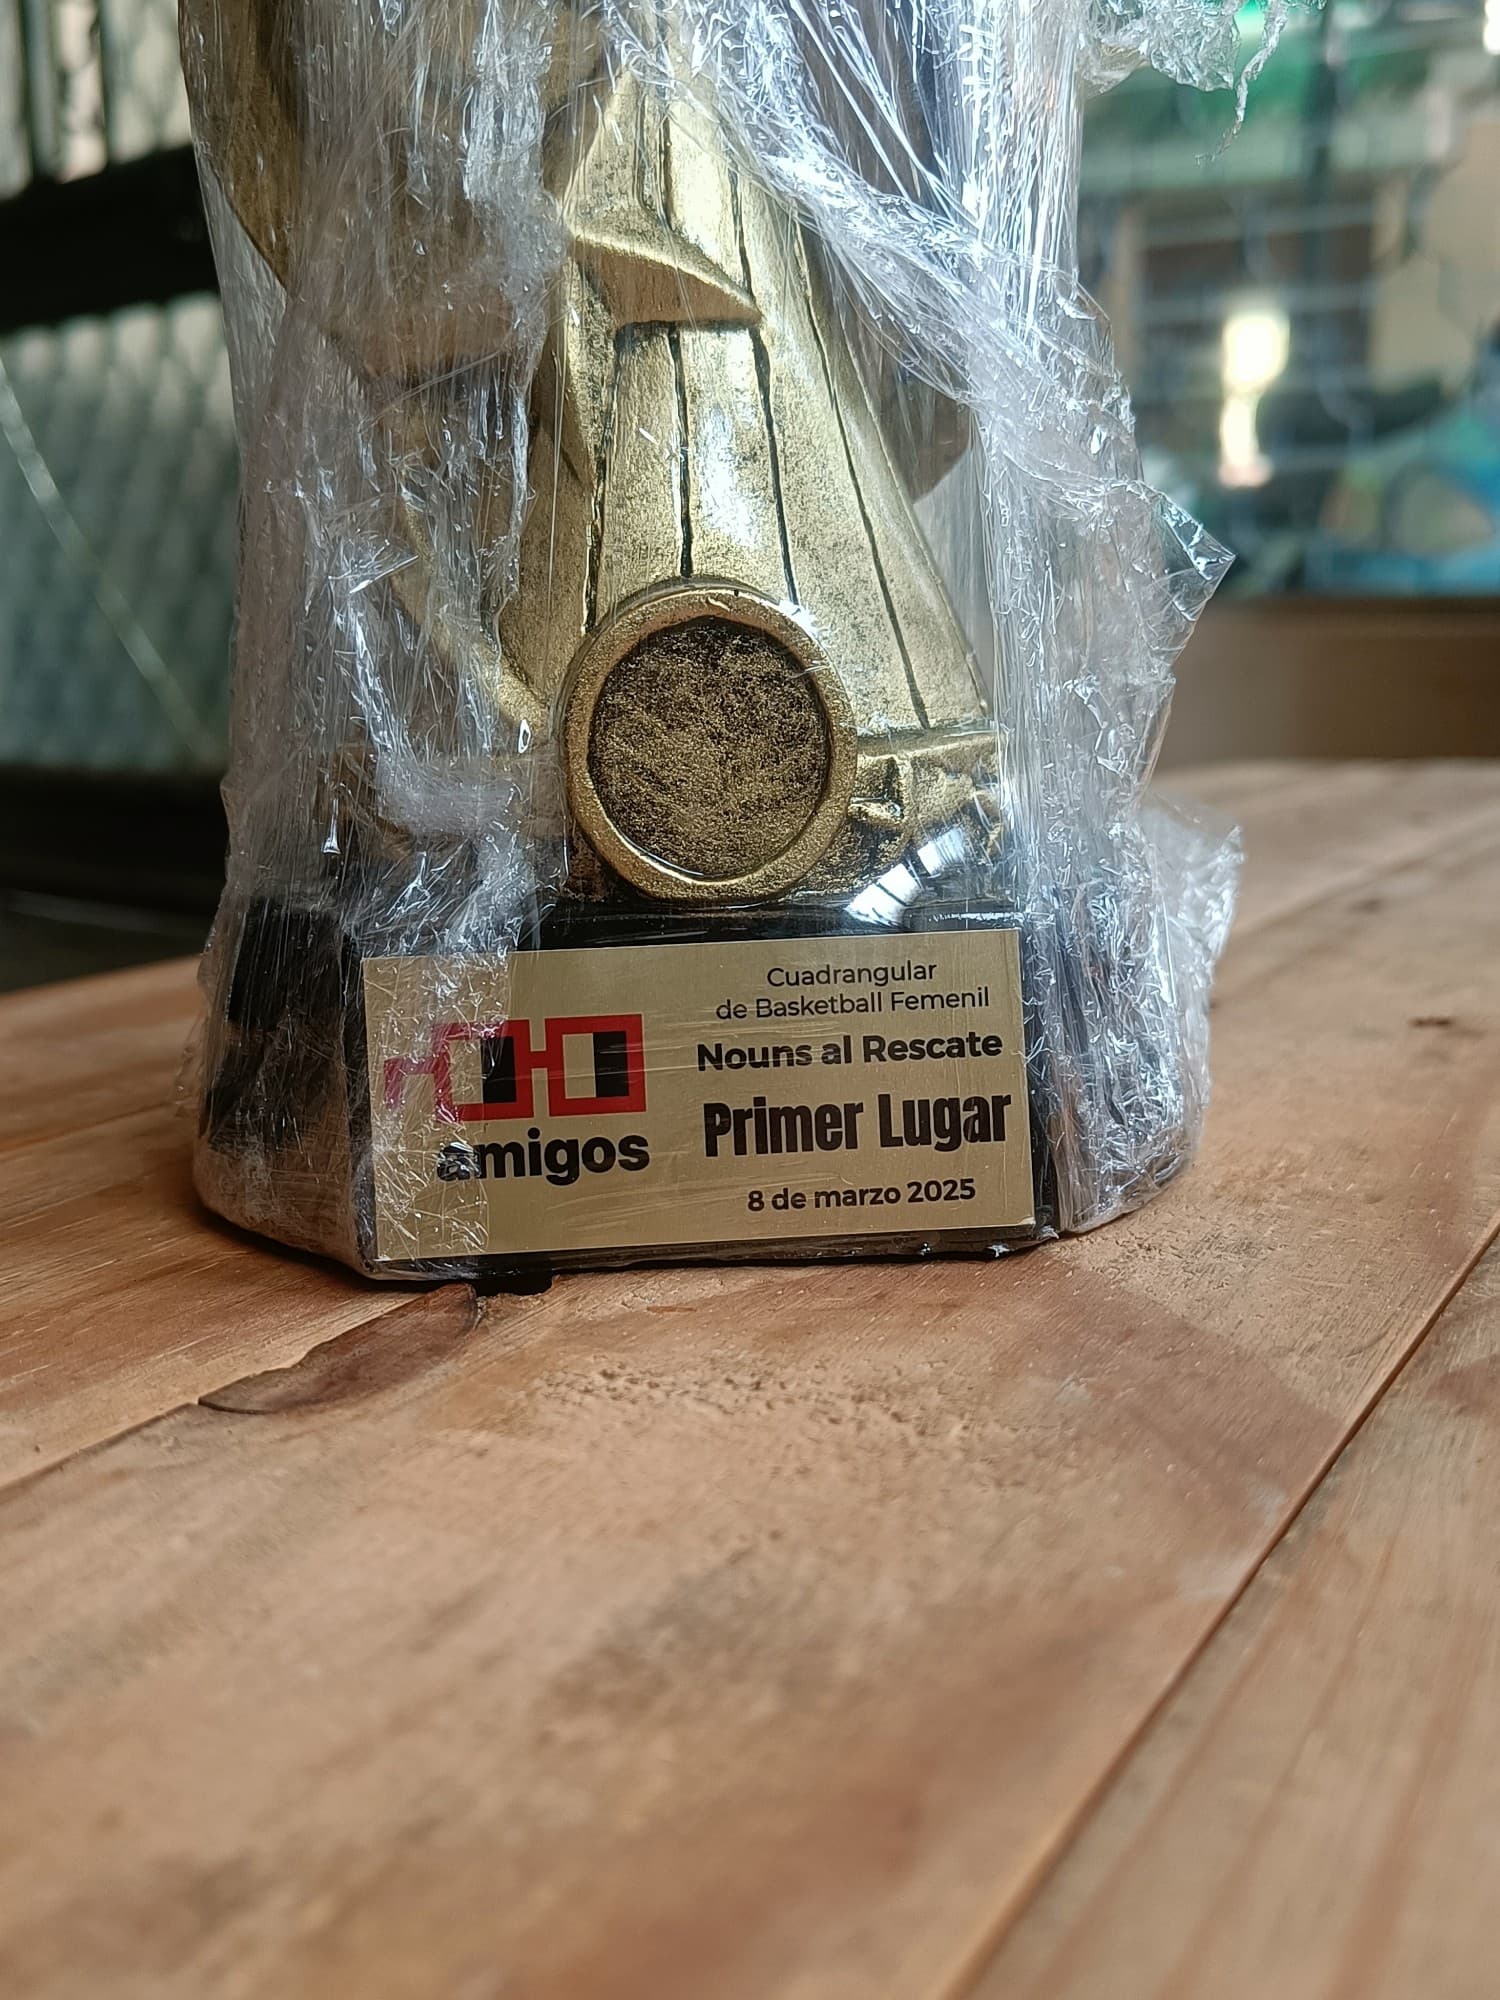 amigos
Cuadrangular
de Basketball Femenil
Nouns al Rescate
Primer Lugar
8 de marzo 2025